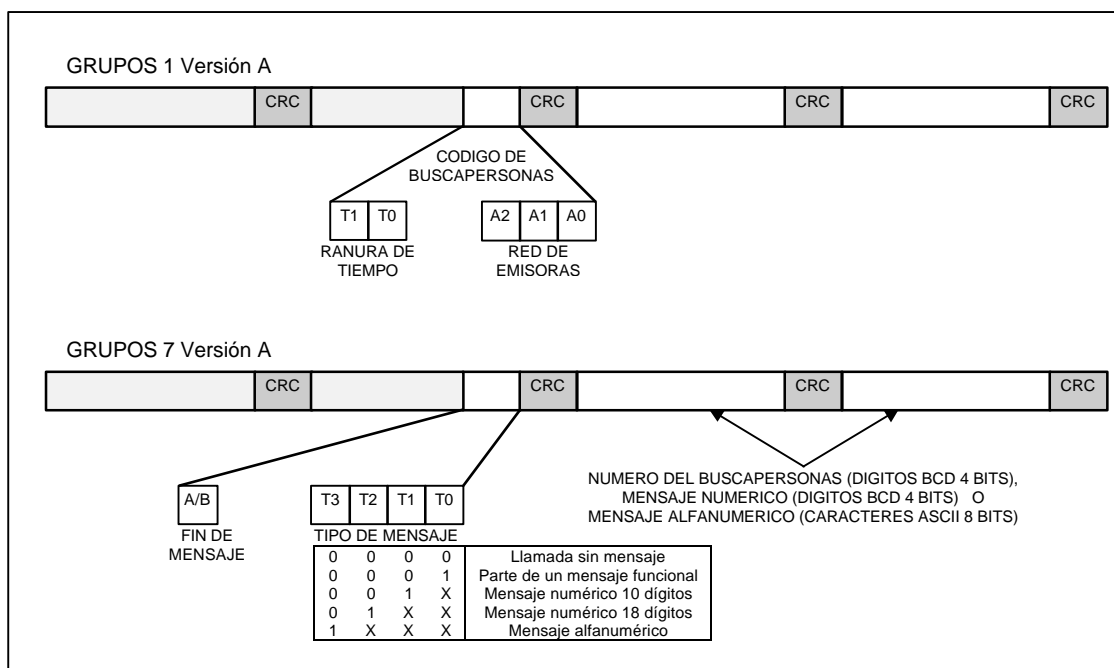 GRUPOS 1 Versión A
CRC CRC CRC CRC
CODIGO DE
BUSCAPERSONAS
T1 T0 A2 A1 A0
RANURA DE
TIEMPO
RED DE
EMISORAS
GRUPOS 7 Versión A
CRC CRC CRC CRC
NUMERO DEL BUSCAPERSONAS (DIGITOS BCD 4 BITS),
MENSAJE NUMERICO (DIGITOS BCD 4 BITS) O
MENSAJE ALFANUMERICO (CARACTERES ASCII 8 BITS)
A/B T3 T2 T1 T0
FIN DE
MENSAJE
TIPO DE MENSAJE
0 0 0 0 Llamada sin mensaje
0 0 0 1 Parte de un mensaje funcional
0 0 1 X Mensaje numérico 10 dígitos
0 1 X X Mensaje numérico 18 dígitos
1 X X X Mensaje alfanumérico